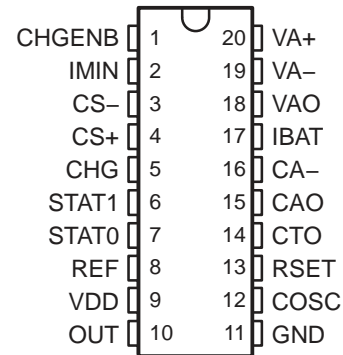 CHGENB 1 20 VA+
IMIN 2 19 VA−
CS− 3 18 VAO
CS+ 4 17 IBAT
CHG 5 16 CA−
STAT1 6 15 CAO
STAT0 7 14 CTO
REF 8 13 RSET
VDD 9 12 COSC
OUT 10 11 GND